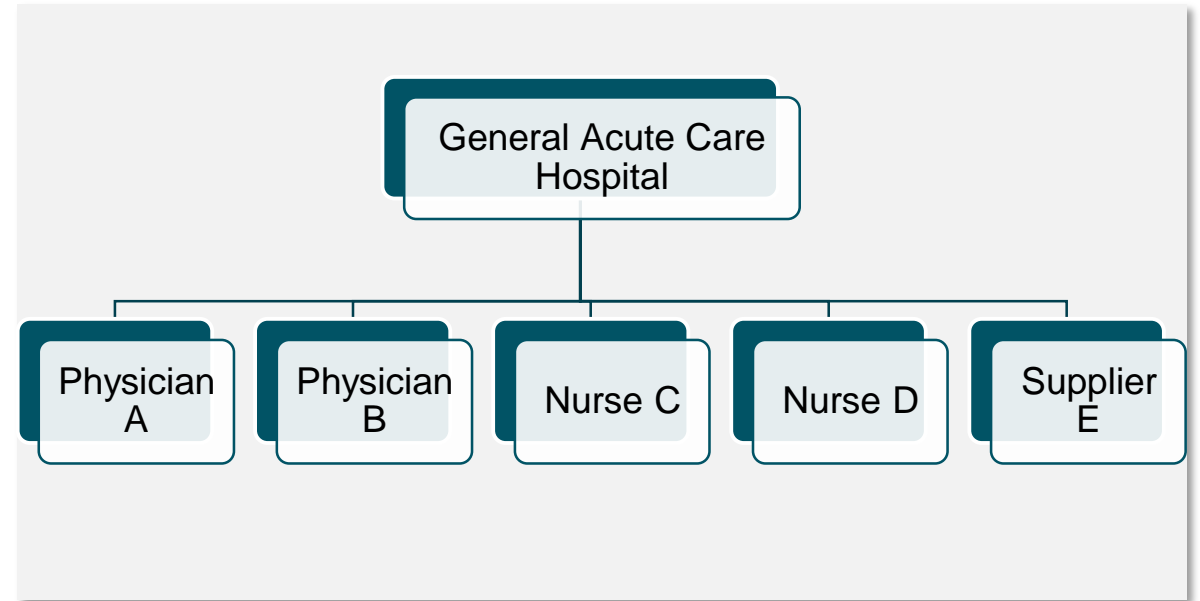 General Acute Care
Hospital
Physician
A
Physician
B
Nurse C
Nurse D
Supplier
E